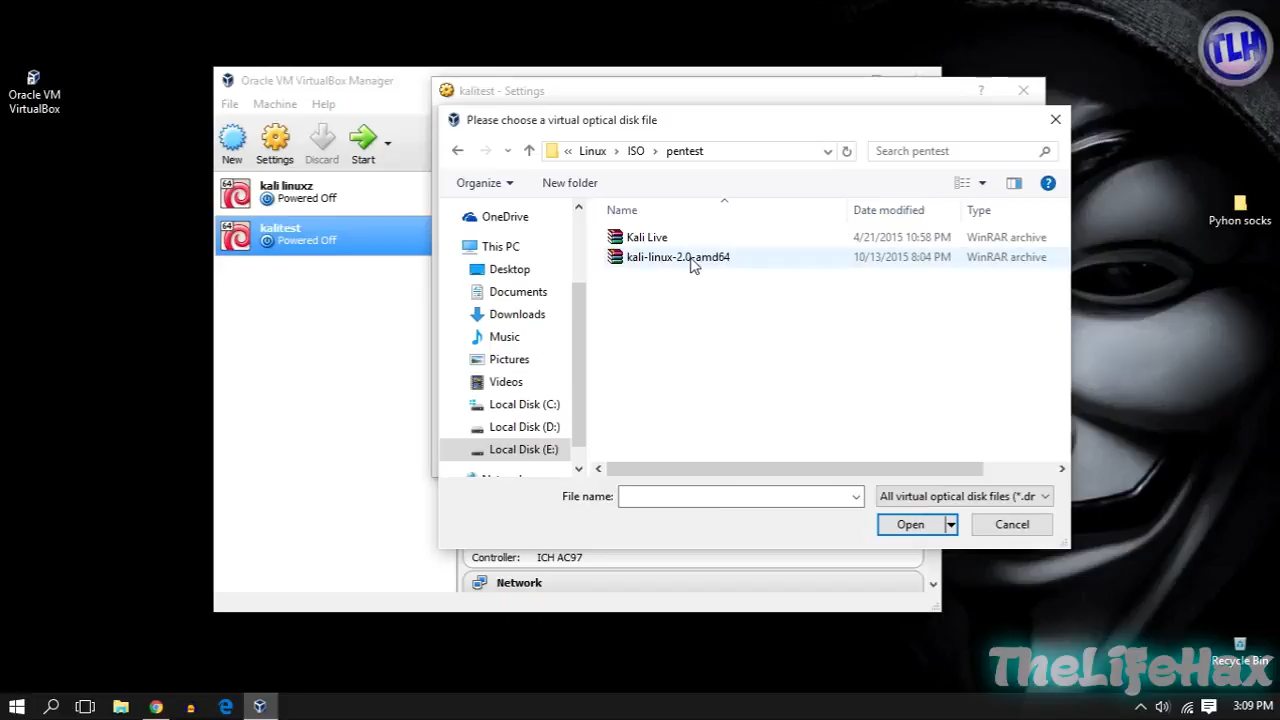 TLH
Oracle VM
VirtualBox
Oracle VM VirtualBox Manager
File Machine Help
New Settings Discard Start
64 kali linuxz
Powered Off
64 kalitest
Powered Off
kalitest - Settings
?
Please choose a virtual optical disk file
« Linux › ISO › pentest
Search pentest
Organize New folder
?
OneDrive
This PC
Desktop
Documents
Downloads
Music
Pictures
Videos
Local Disk (C:)
Local Disk (D:)
Local Disk (E:)
Name Date modified Type
Kali Live 4/21/2015 10:58 PM WinRAR archive
kali-linux-2.0-amd64 10/13/2015 8:04 PM WinRAR archive
File name: All virtual optical disk files (*.dr
Open Cancel
Controller: ICH AC97
Network
Pyhon socks
Recycle Bin
TheLifeHax
3:09 PM